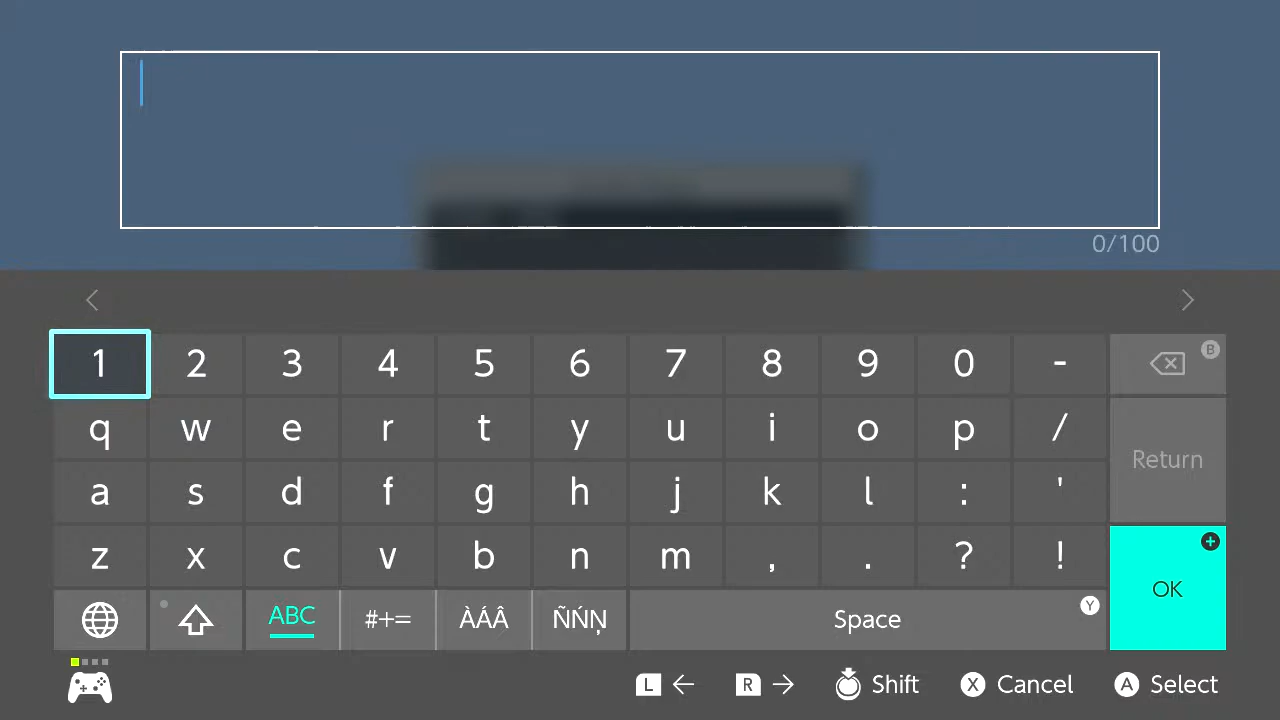 0/100
1 2 3 4 5 6 7 8 9 0 - B
q w e r t y u i o p /
Return
a s d f g h j k l : '
z x c v b n m , . ? !
+
OK
ABC #+= ÀÁÂ ÑŃŅ Space Y
L ← R → Shift X Cancel A Select